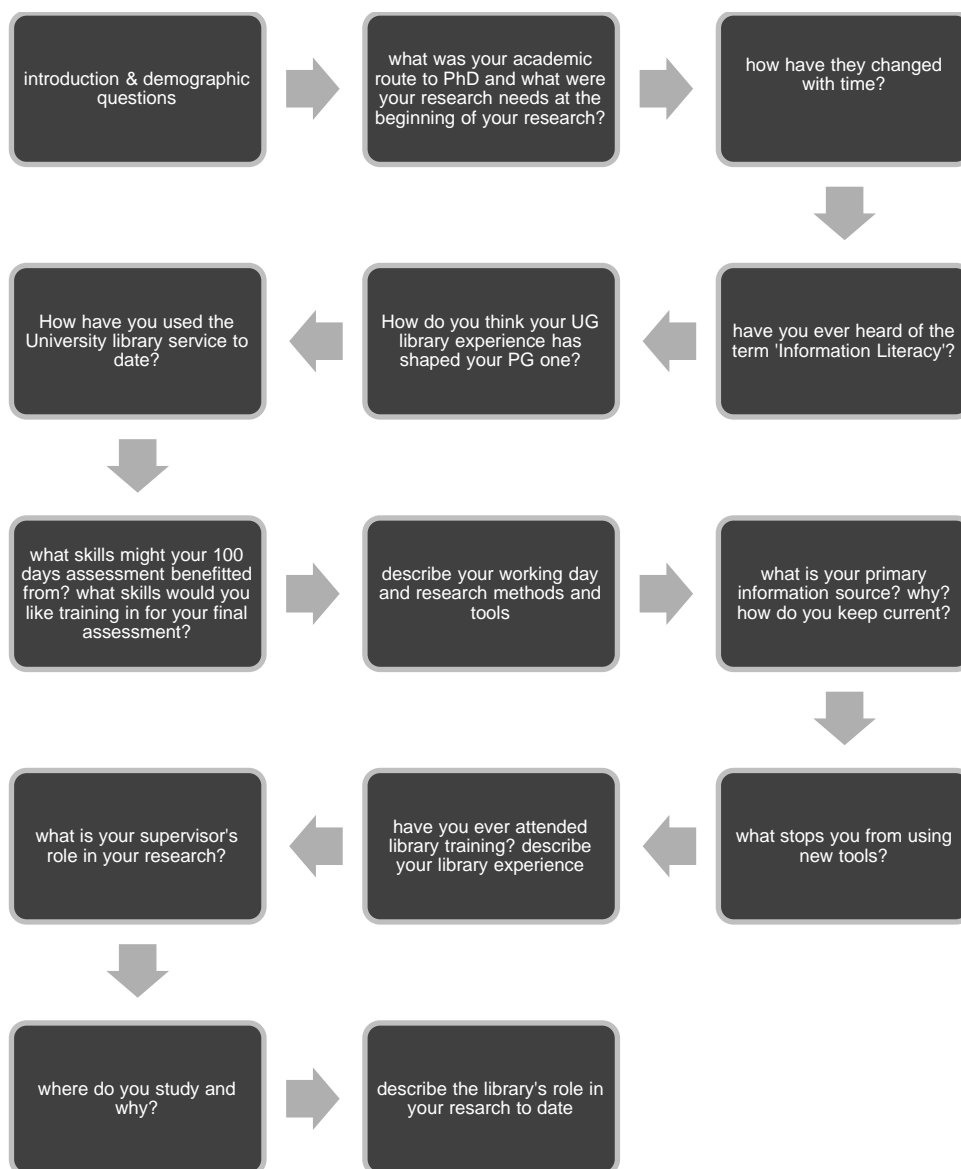 introduction & demographic
questions
what was your academic
route to PhD and what were
your research needs at the
beginning of your research?
how have they changed
with time?
have you ever heard of the
term 'Information Literacy'?
How do you think your UG
library experience has
shaped your PG one?
How have you used the
University library service to
date?
what skills might your 100
days assessment benefitted
from? what skills would you
like training in for your final
assessment?
describe your working day
and research methods and
tools
what is your primary
information source? why?
how do you keep current?
what stops you from using
new tools?
have you ever attended
library training? describe
your library experience
what is your supervisor's
role in your research?
where do you study and
why?
describe the library's role in
your resarch to date